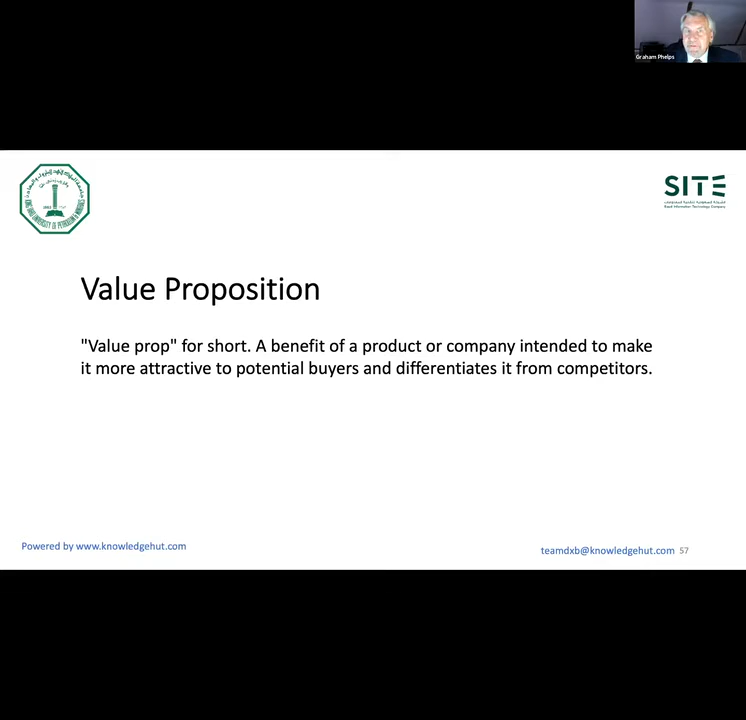 Graham Phelps
SITE
Value Proposition
"Value prop" for short. A benefit of a product or company intended to make
it more attractive to potential buyers and differentiates it from competitors.
Powered by www.knowledgehut.com
teamdxb@knowledgehut.com 57